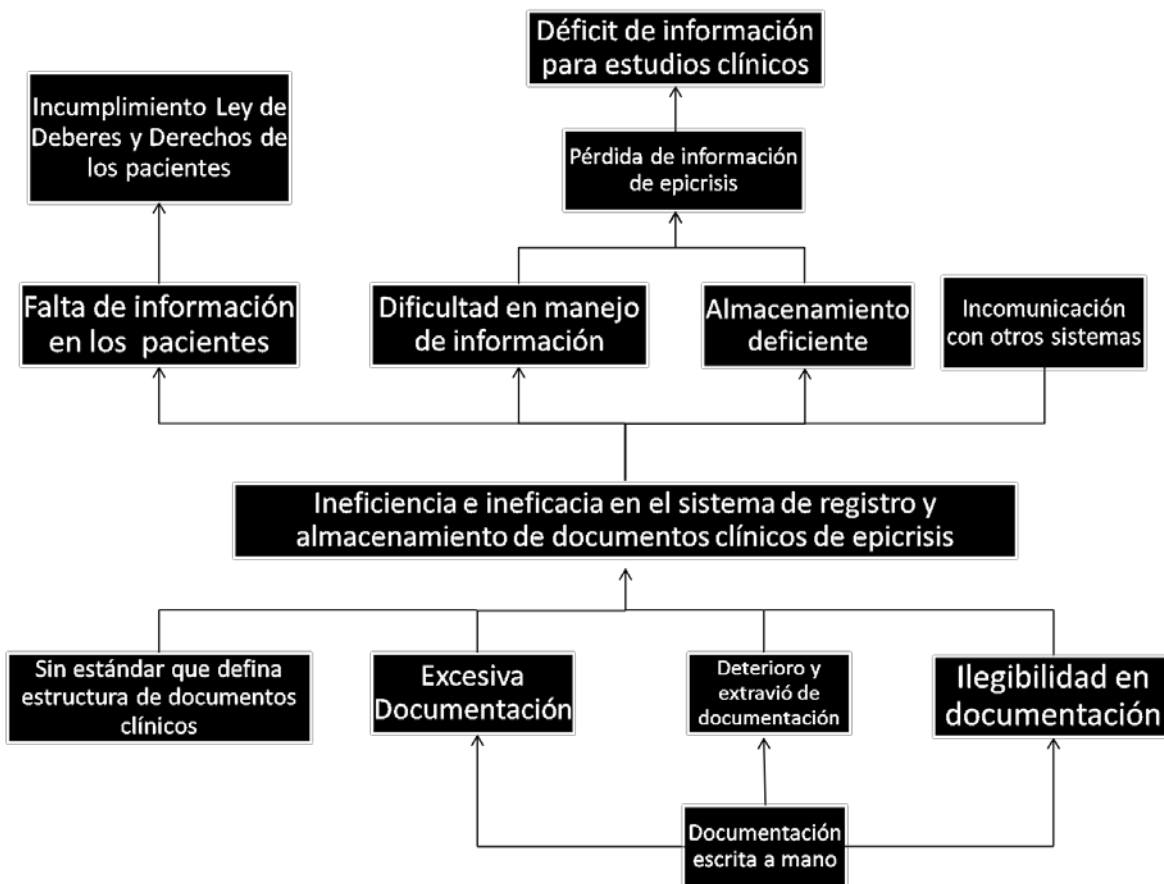 Déficit de información
para estudios clínicos
Incumplimiento Ley de
Deberes y Derechos de
los pacientes
Pérdida de información
de epicrisis
Falta de información
en los pacientes
Dificultad en manejo
de información
Almacenamiento
deficiente
Incomunicación
con otros sistemas
Ineficiencia e ineficacia en el sistema de registro y
almacenamiento de documentos clínicos de epicrisis
Sin estándar que defina
estructura de documentos
clínicos
Excesiva
Documentación
Deterioro y
extravió de
documentación
Ilegibilidad en
documentación
Documentación
escrita a mano